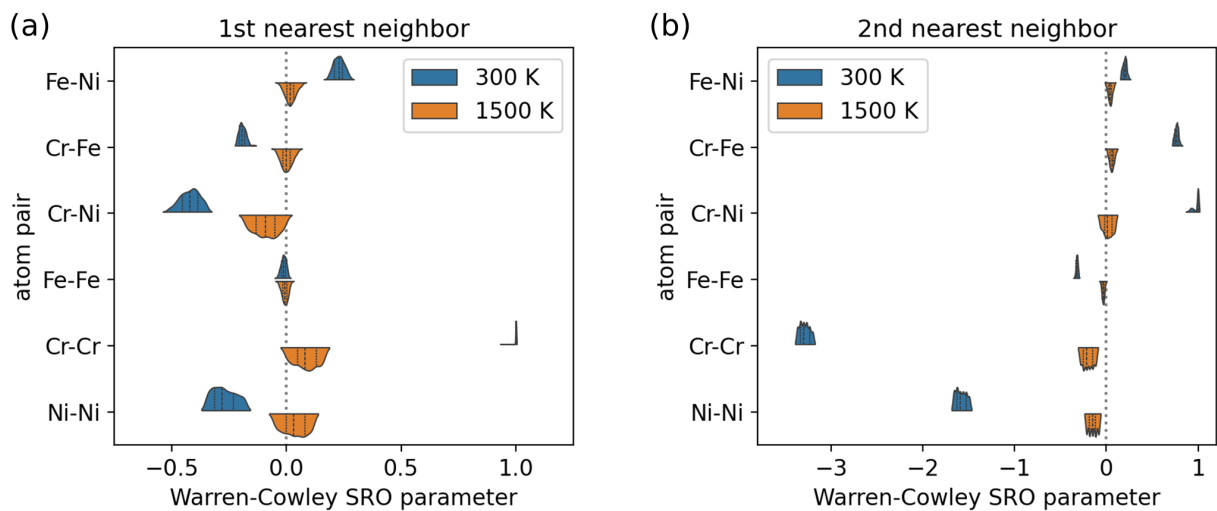 (a)
1st nearest neighbor
300 K
1500 K
atom pair
Fe-Ni
Cr-Fe
Cr-Ni
Fe-Fe
Cr-Cr
Ni-Ni
−0.5 0.0 0.5 1.0
Warren-Cowley SRO parameter
(b)
2nd nearest neighbor
300 K
1500 K
atom pair
Fe-Ni
Cr-Fe
Cr-Ni
Fe-Fe
Cr-Cr
Ni-Ni
−3 −2 −1 0 1
Warren-Cowley SRO parameter